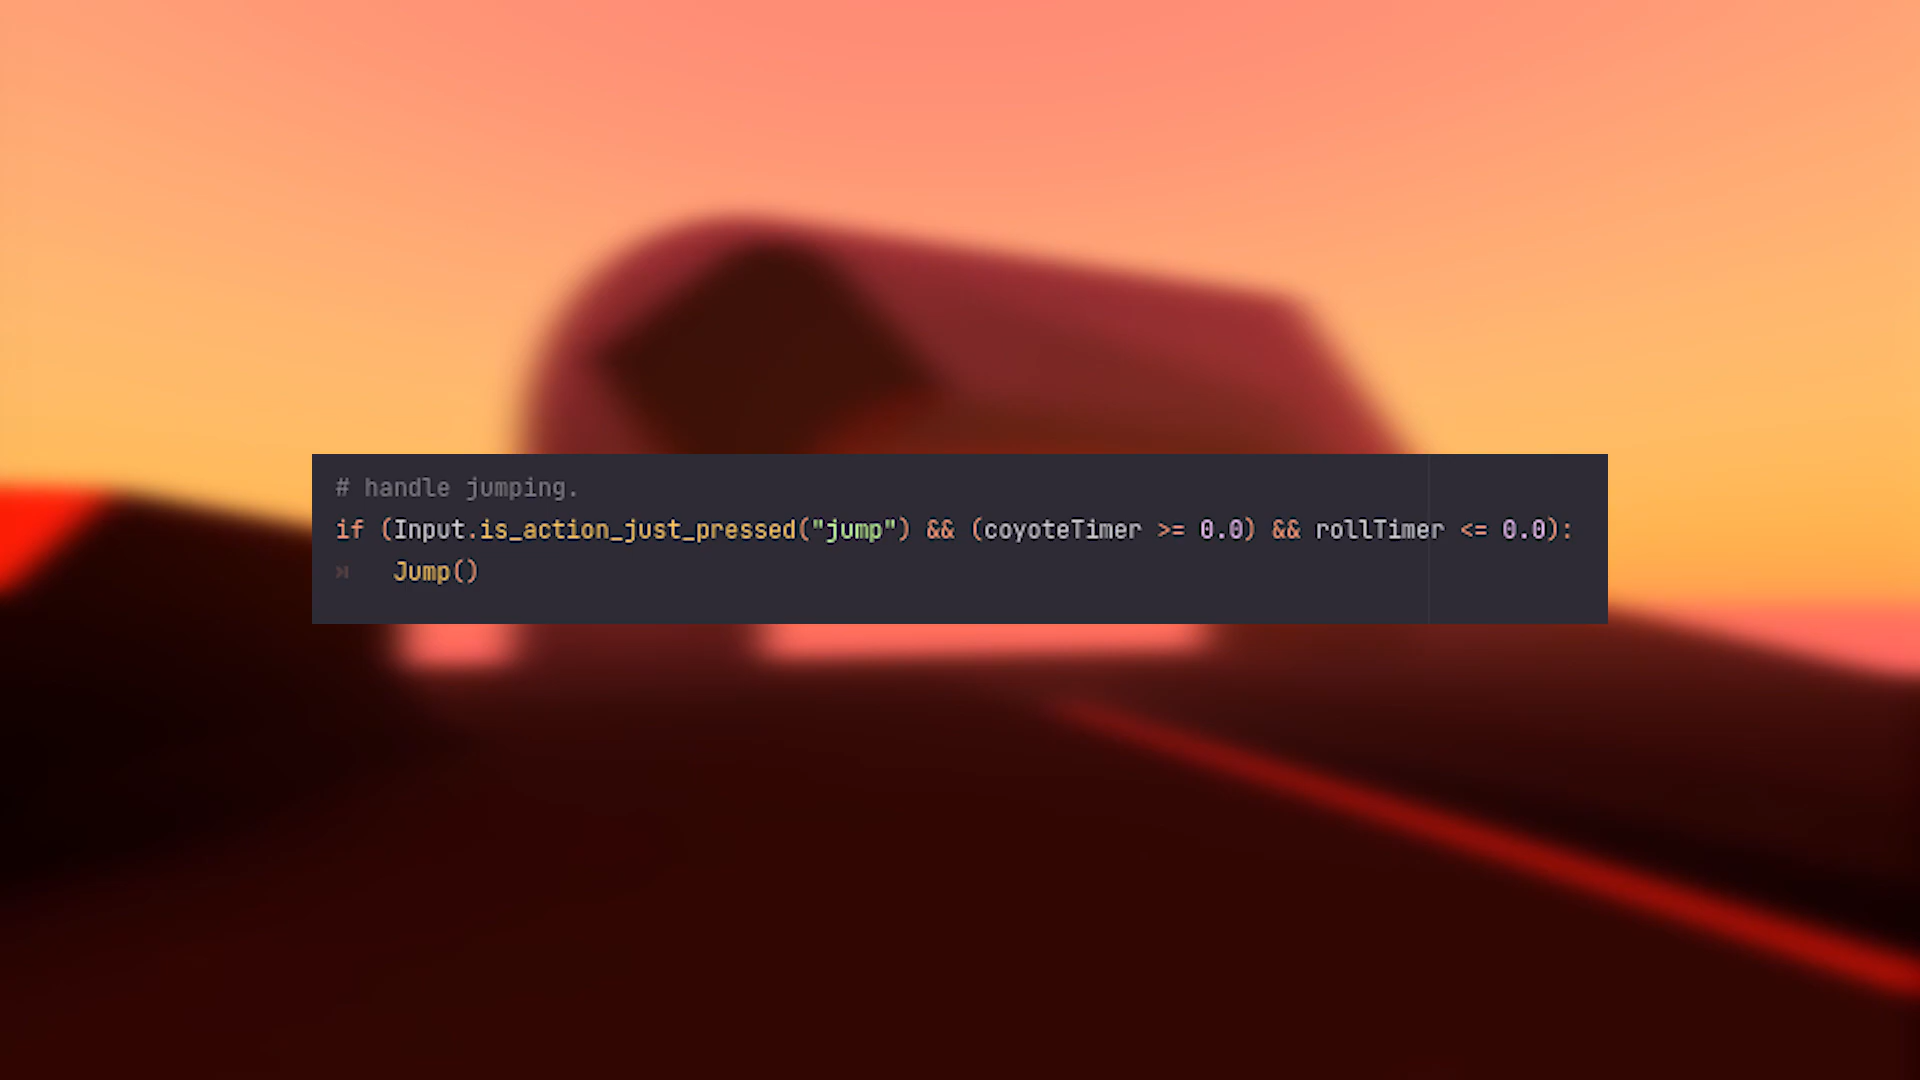 # handle jumping.
if (Input.is_action_just_pressed("jump") && (coyoteTimer >= 0.0) && rollTimer <= 0.0):
Jump()